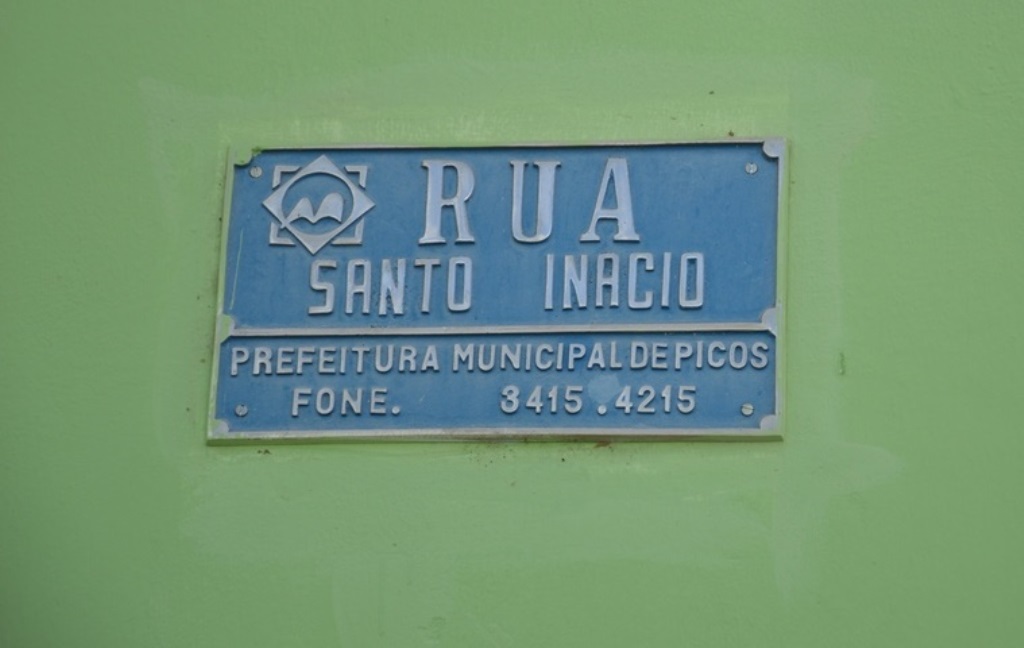 RUA
SANTO INACIO
PREFEITURA MUNICIPAL DE PICOS
FONE. 3415.4215